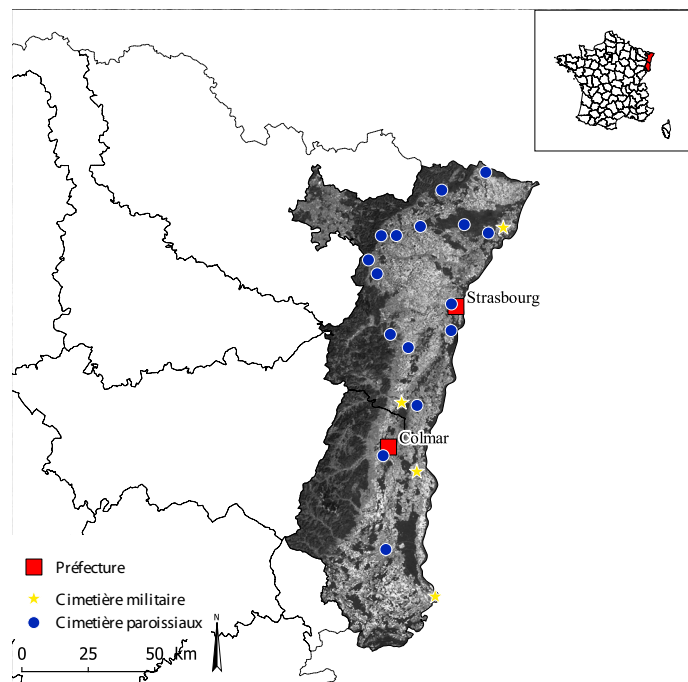 Strasbourg
Colmar
Préfecture
Cimetière militaire
Cimetière paroissiaux
N
0 25 50 km